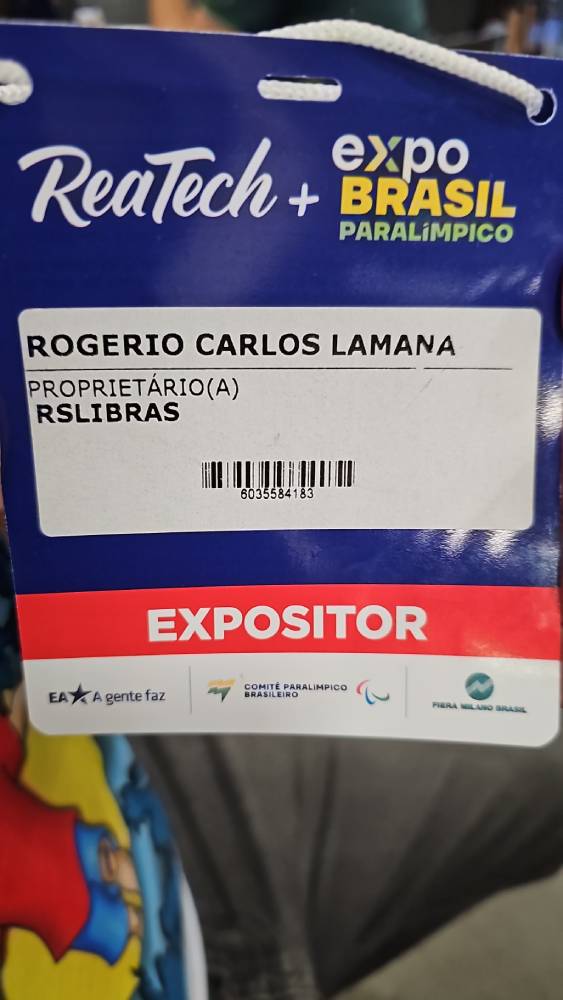 ReaTech + expo
BRASIL
PARALÍMPICO
ROGERIO CARLOS LAMANA
PROPRIETÁRIO(A)
RSLIBRAS
6035584183
EXPOSITOR
EA★A gente faz
COMITÊ PARALIMPICO
BRASILEIRO
FIERA MILANO BRASIL